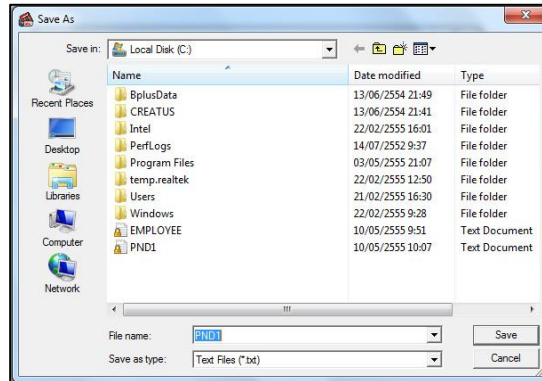 Save As
Save in: Local Disk (C:)
Name Date modified Type
Recent Places
Desktop
Libraries
Computer
Network
BplusData 13/06/2554 21:49 File folder
CREATUS 13/06/2554 21:41 File folder
Intel 22/02/2555 16:01 File folder
PerfLogs 14/07/2552 9:37 File folder
Program Files 03/05/2555 21:07 File folder
temp.realtek 22/02/2555 12:50 File folder
Users 21/02/2555 16:30 File folder
Windows 22/02/2555 9:28 File folder
EMPLOYEE 10/05/2555 9:51 Text Document
PND1 10/05/2555 10:07 Text Document
File name: PND1 Save
Save as type: Text Files (*.txt) Cancel